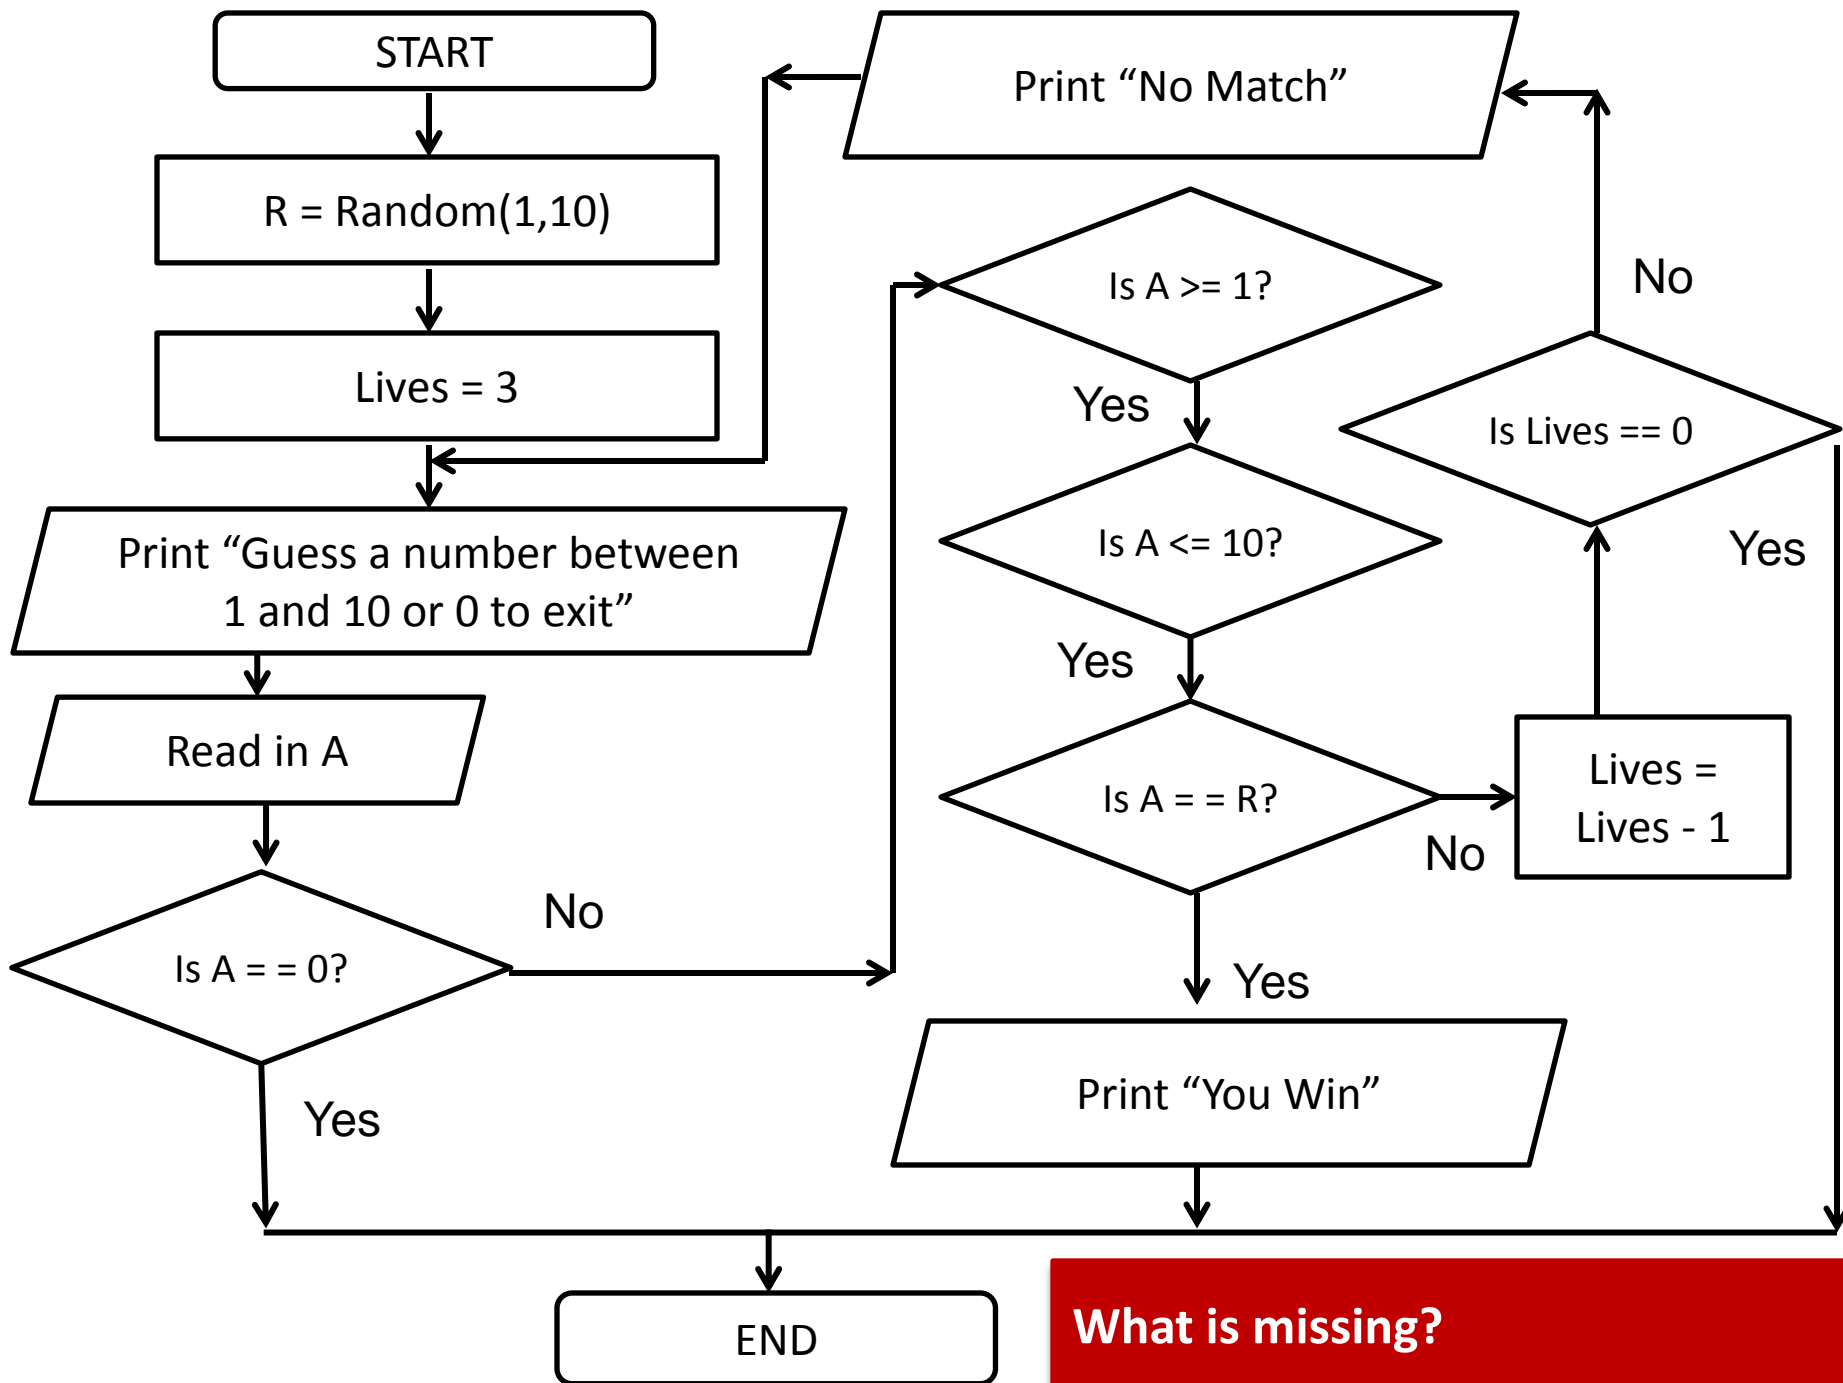 START
R = Random(1,10)
Lives = 3
Print “Guess a number between
1 and 10 or 0 to exit”
Read in A
Is A = = 0?
No
Yes
Is A >= 1?
Yes
Is A <= 10?
Yes
Is A = = R?
No
Yes
Print “You Win”
Lives =
Lives - 1
Is Lives == 0
No
Yes
Print “No Match”
END
What is missing?